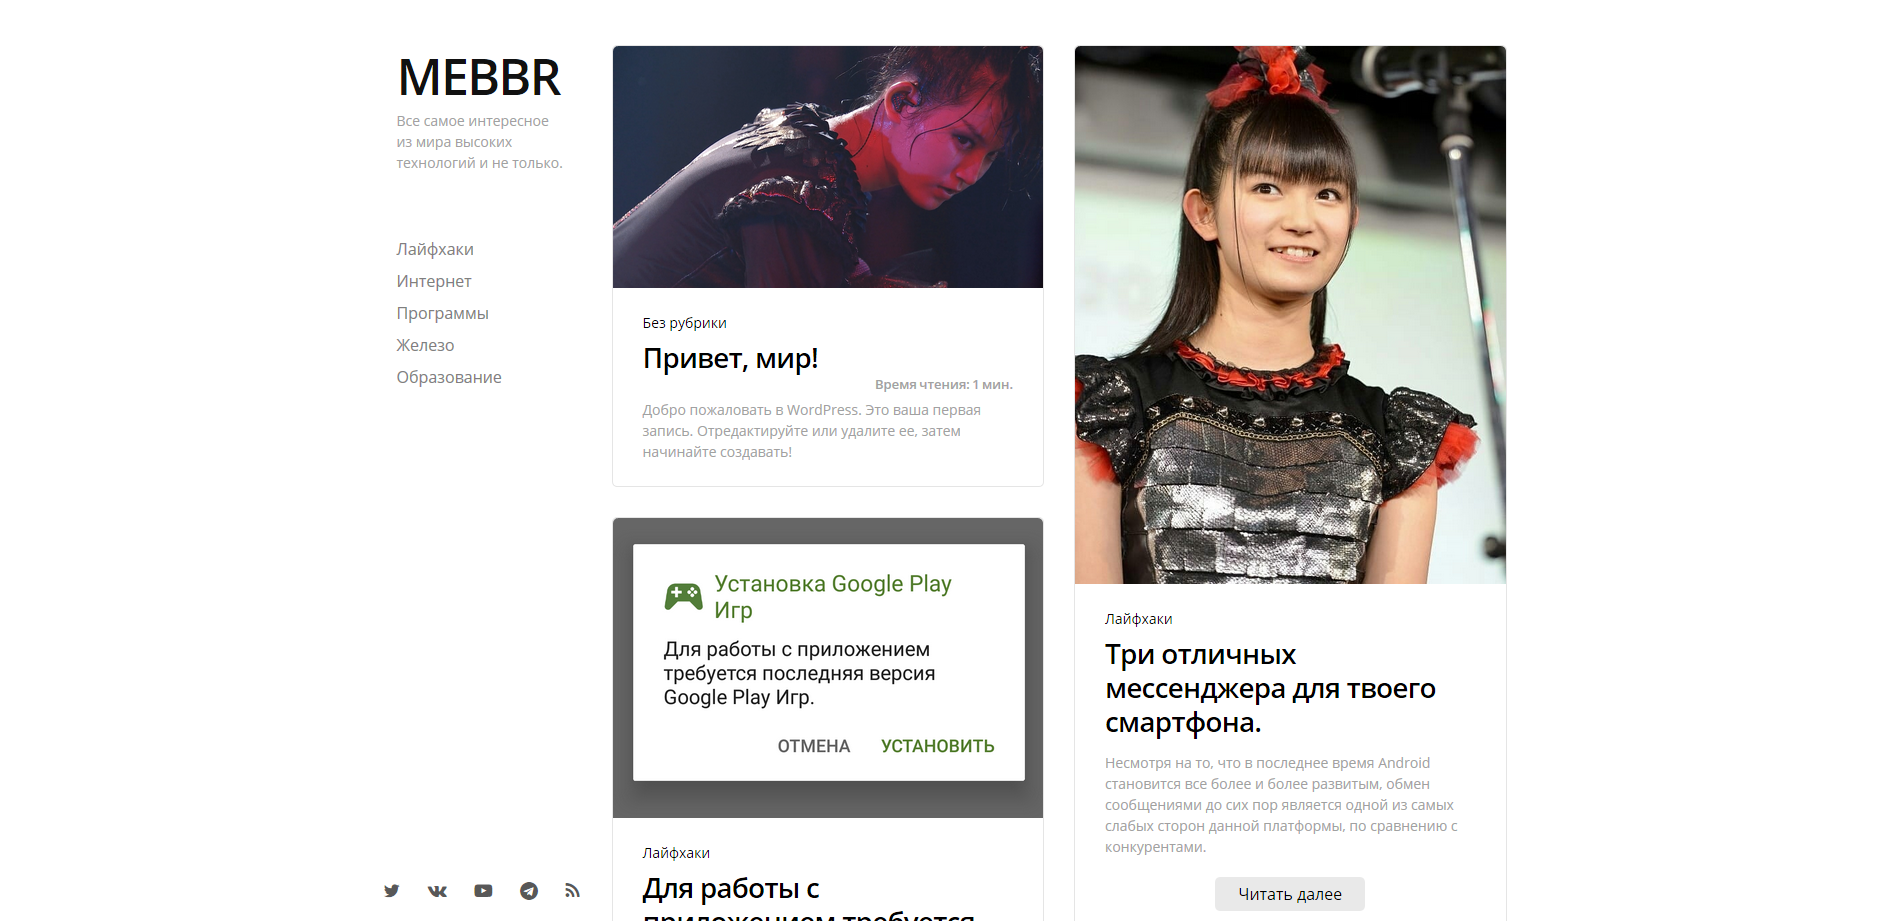 MEBBR
Все самое интересное
из мира высоких
технологий и не только.
Лайфхаки
Интернет
Программы
Железо
Образование
Без рубрики
Привет, мир!
Время чтения: 1 мин.
Добро пожаловать в WordPress. Это ваша первая
запись. Отредактируйте или удалите ее, затем
начинайте создавать!
Установка Google Play
Игр
Для работы с приложением
требуется последняя версия
Google Play Игр.
ОТМЕНА УСТАНОВИТЬ
Лайфхаки
Для работы с
приложением требуется
Лайфхаки
Три отличных
мессенджера для твоего
смартфона.
Несмотря на то, что в последнее время Android
становится все более и более развитым, обмен
сообщениями до сих пор является одной из самых
слабых сторон данной платформы, по сравнению с
конкурентами.
Читать далее